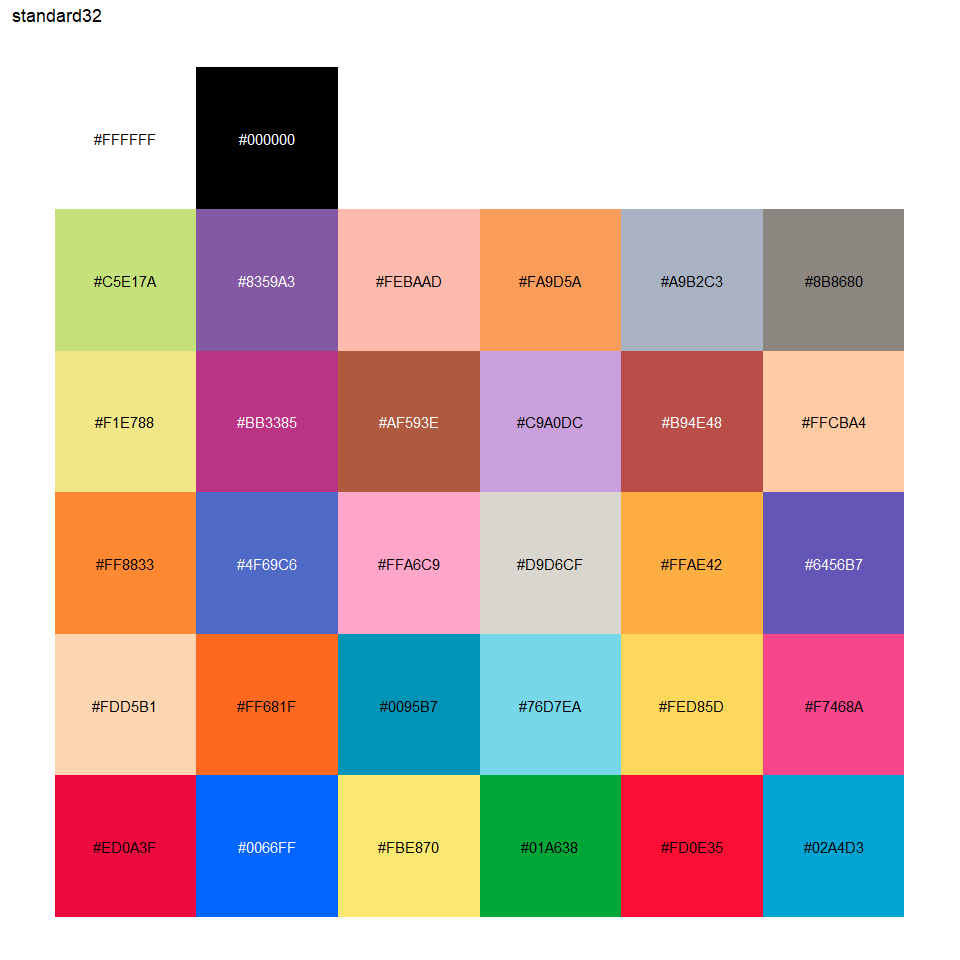 standard32
#FFFFFF #000000
#C5E17A #8359A3 #FEBAAD #FA9D5A #A9B2C3 #8B8680
#F1E788 #BB3385 #AF593E #C9A0DC #B94E48 #FFCBA4
#FF8833 #4F69C6 #FFA6C9 #D9D6CF #FFAE42 #6456B7
#FDD5B1 #FF681F #0095B7 #76D7EA #FED85D #F7468A
#ED0A3F #0066FF #FBE870 #01A638 #FD0E35 #02A4D3